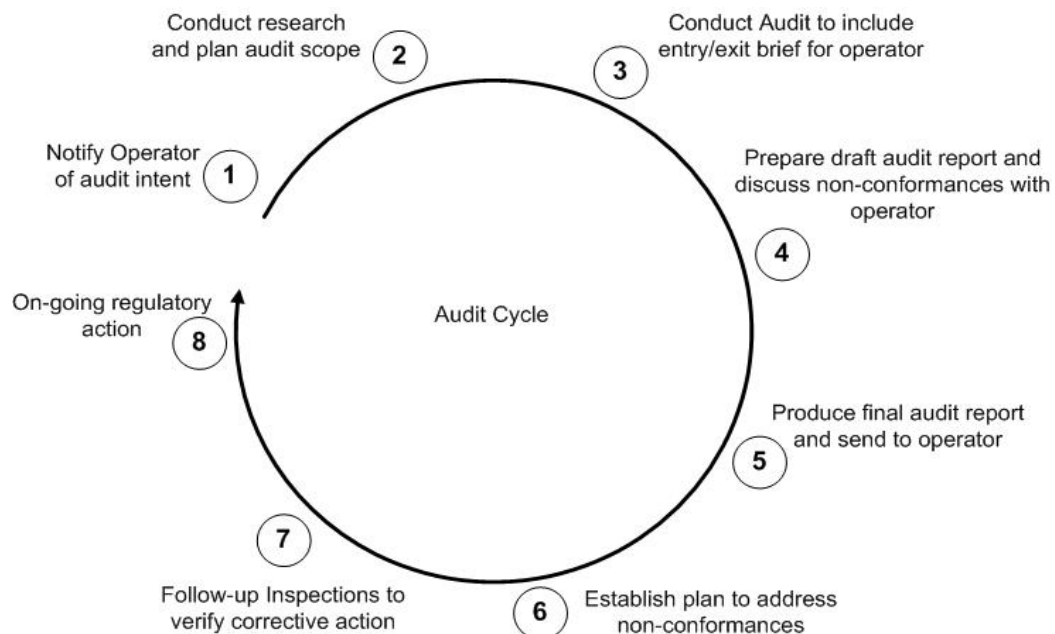 Conduct research
and plan audit scope
2
Conduct Audit to include
entry/exit brief for operator
3
Notify Operator
of audit intent
1
Prepare draft audit report and
discuss non-conformances with
operator
4
On-going regulatory
action
8
Audit Cycle
Produce final audit report
and send to operator
5
7
Follow-up Inspections to
verify corrective action
6
Establish plan to address
non-conformances